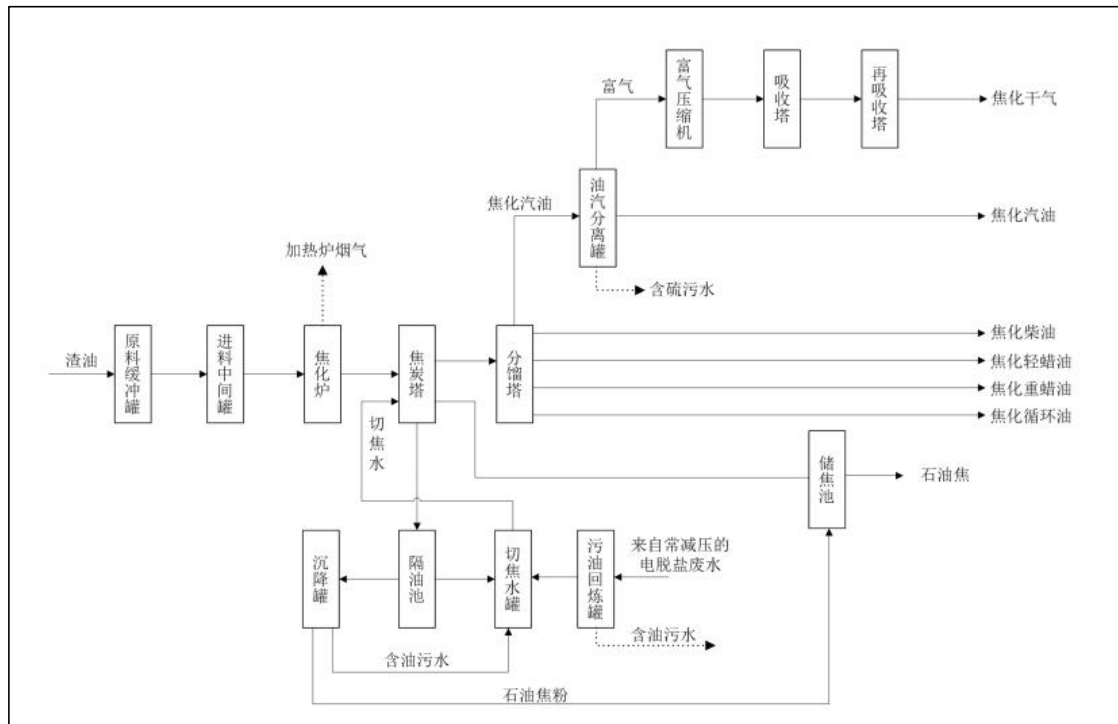 富气
富气压缩机
吸收塔
再吸收塔
焦化干气
焦化汽油
油汽分离罐
焦化汽油
含硫污水
加热炉烟气
渣油
原料缓冲罐
进料中间罐
焦化炉
焦炭塔
分馏塔
焦化柴油
焦化轻蜡油
焦化重蜡油
焦化循环油
切焦水
储焦池
石油焦
沉降罐
隔油池
切焦水罐
污油回炼罐
来自常减压的
电脱盐废水
含油污水
含油污水
石油焦粉